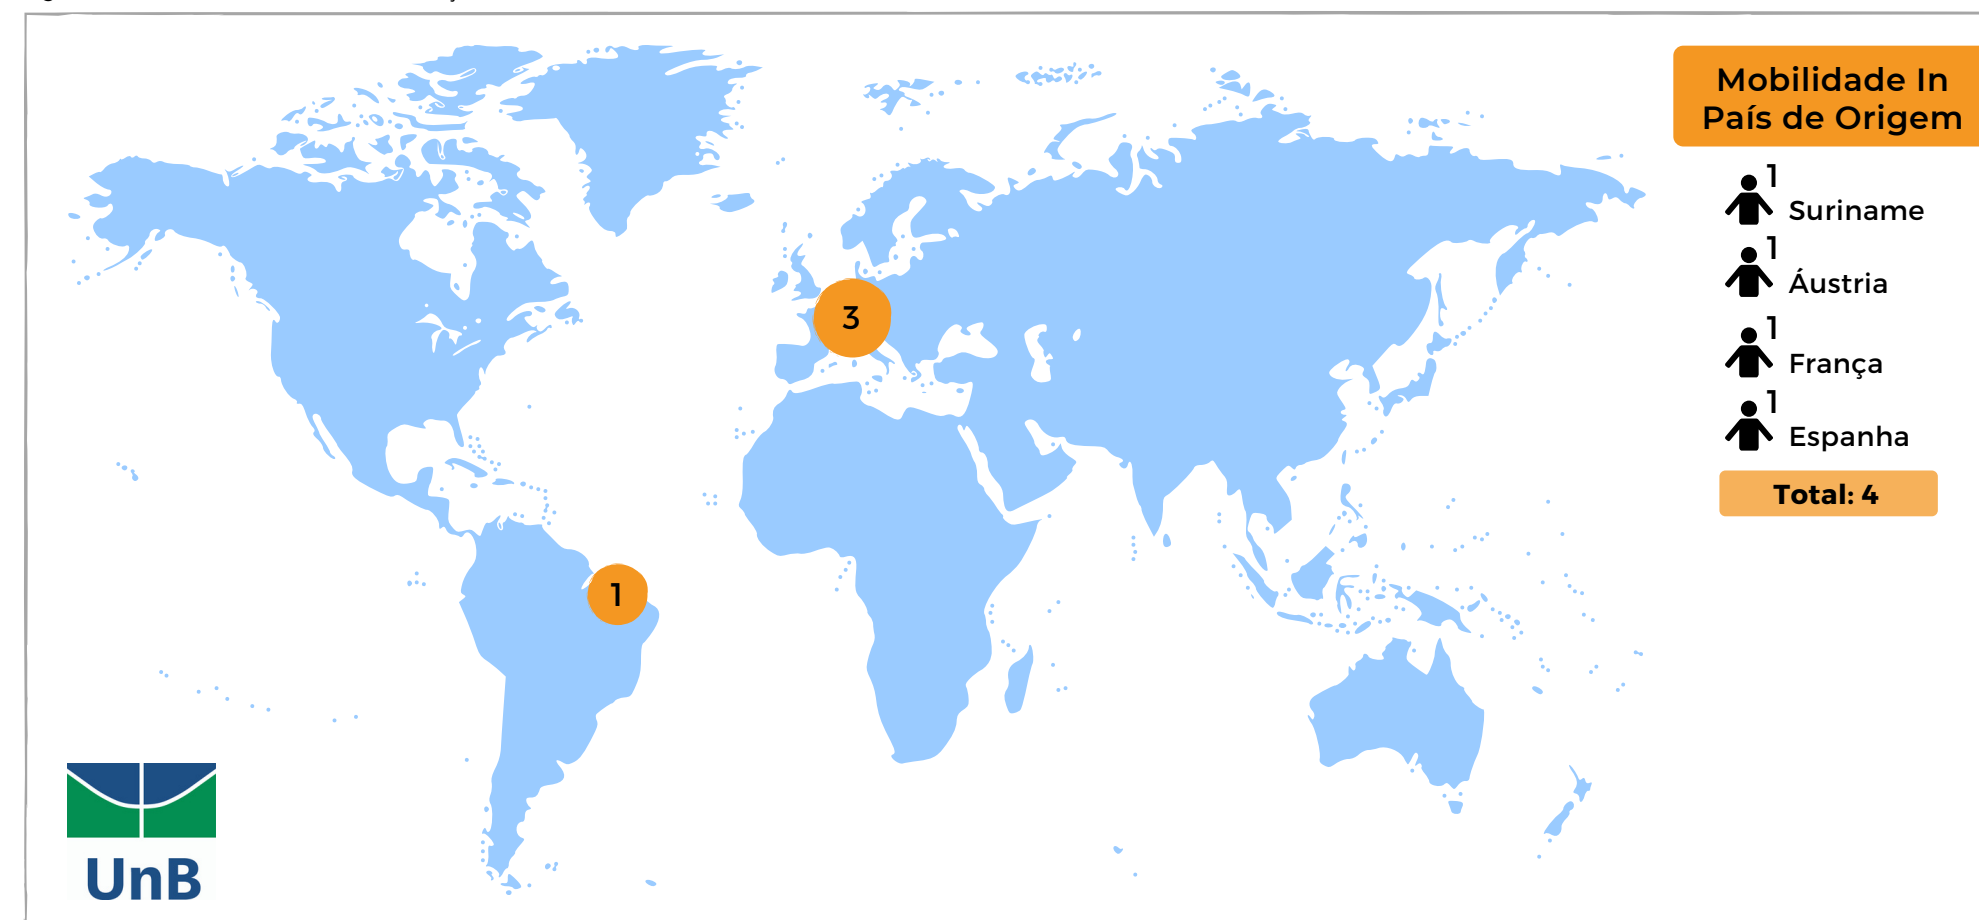 Mobilidade In
País de Origem
1
Suriname
1
Áustria
1
França
1
Espanha
Total: 4
3
1
UnB